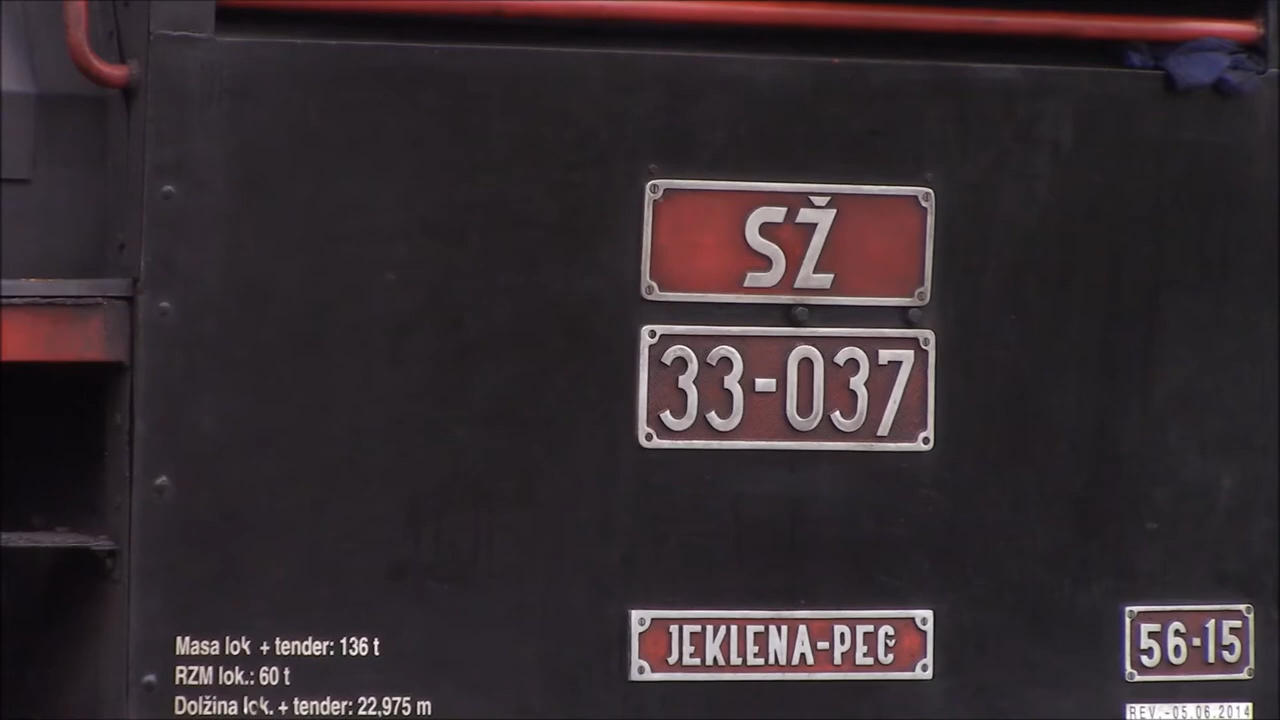 SŽ
33-037
JEKLENA-PEČ
56-15
REV.-05.06.2014
Masa lok + tender: 136 t
RZM lok.: 60 t
Dolžina lok. + tender: 22,975 m